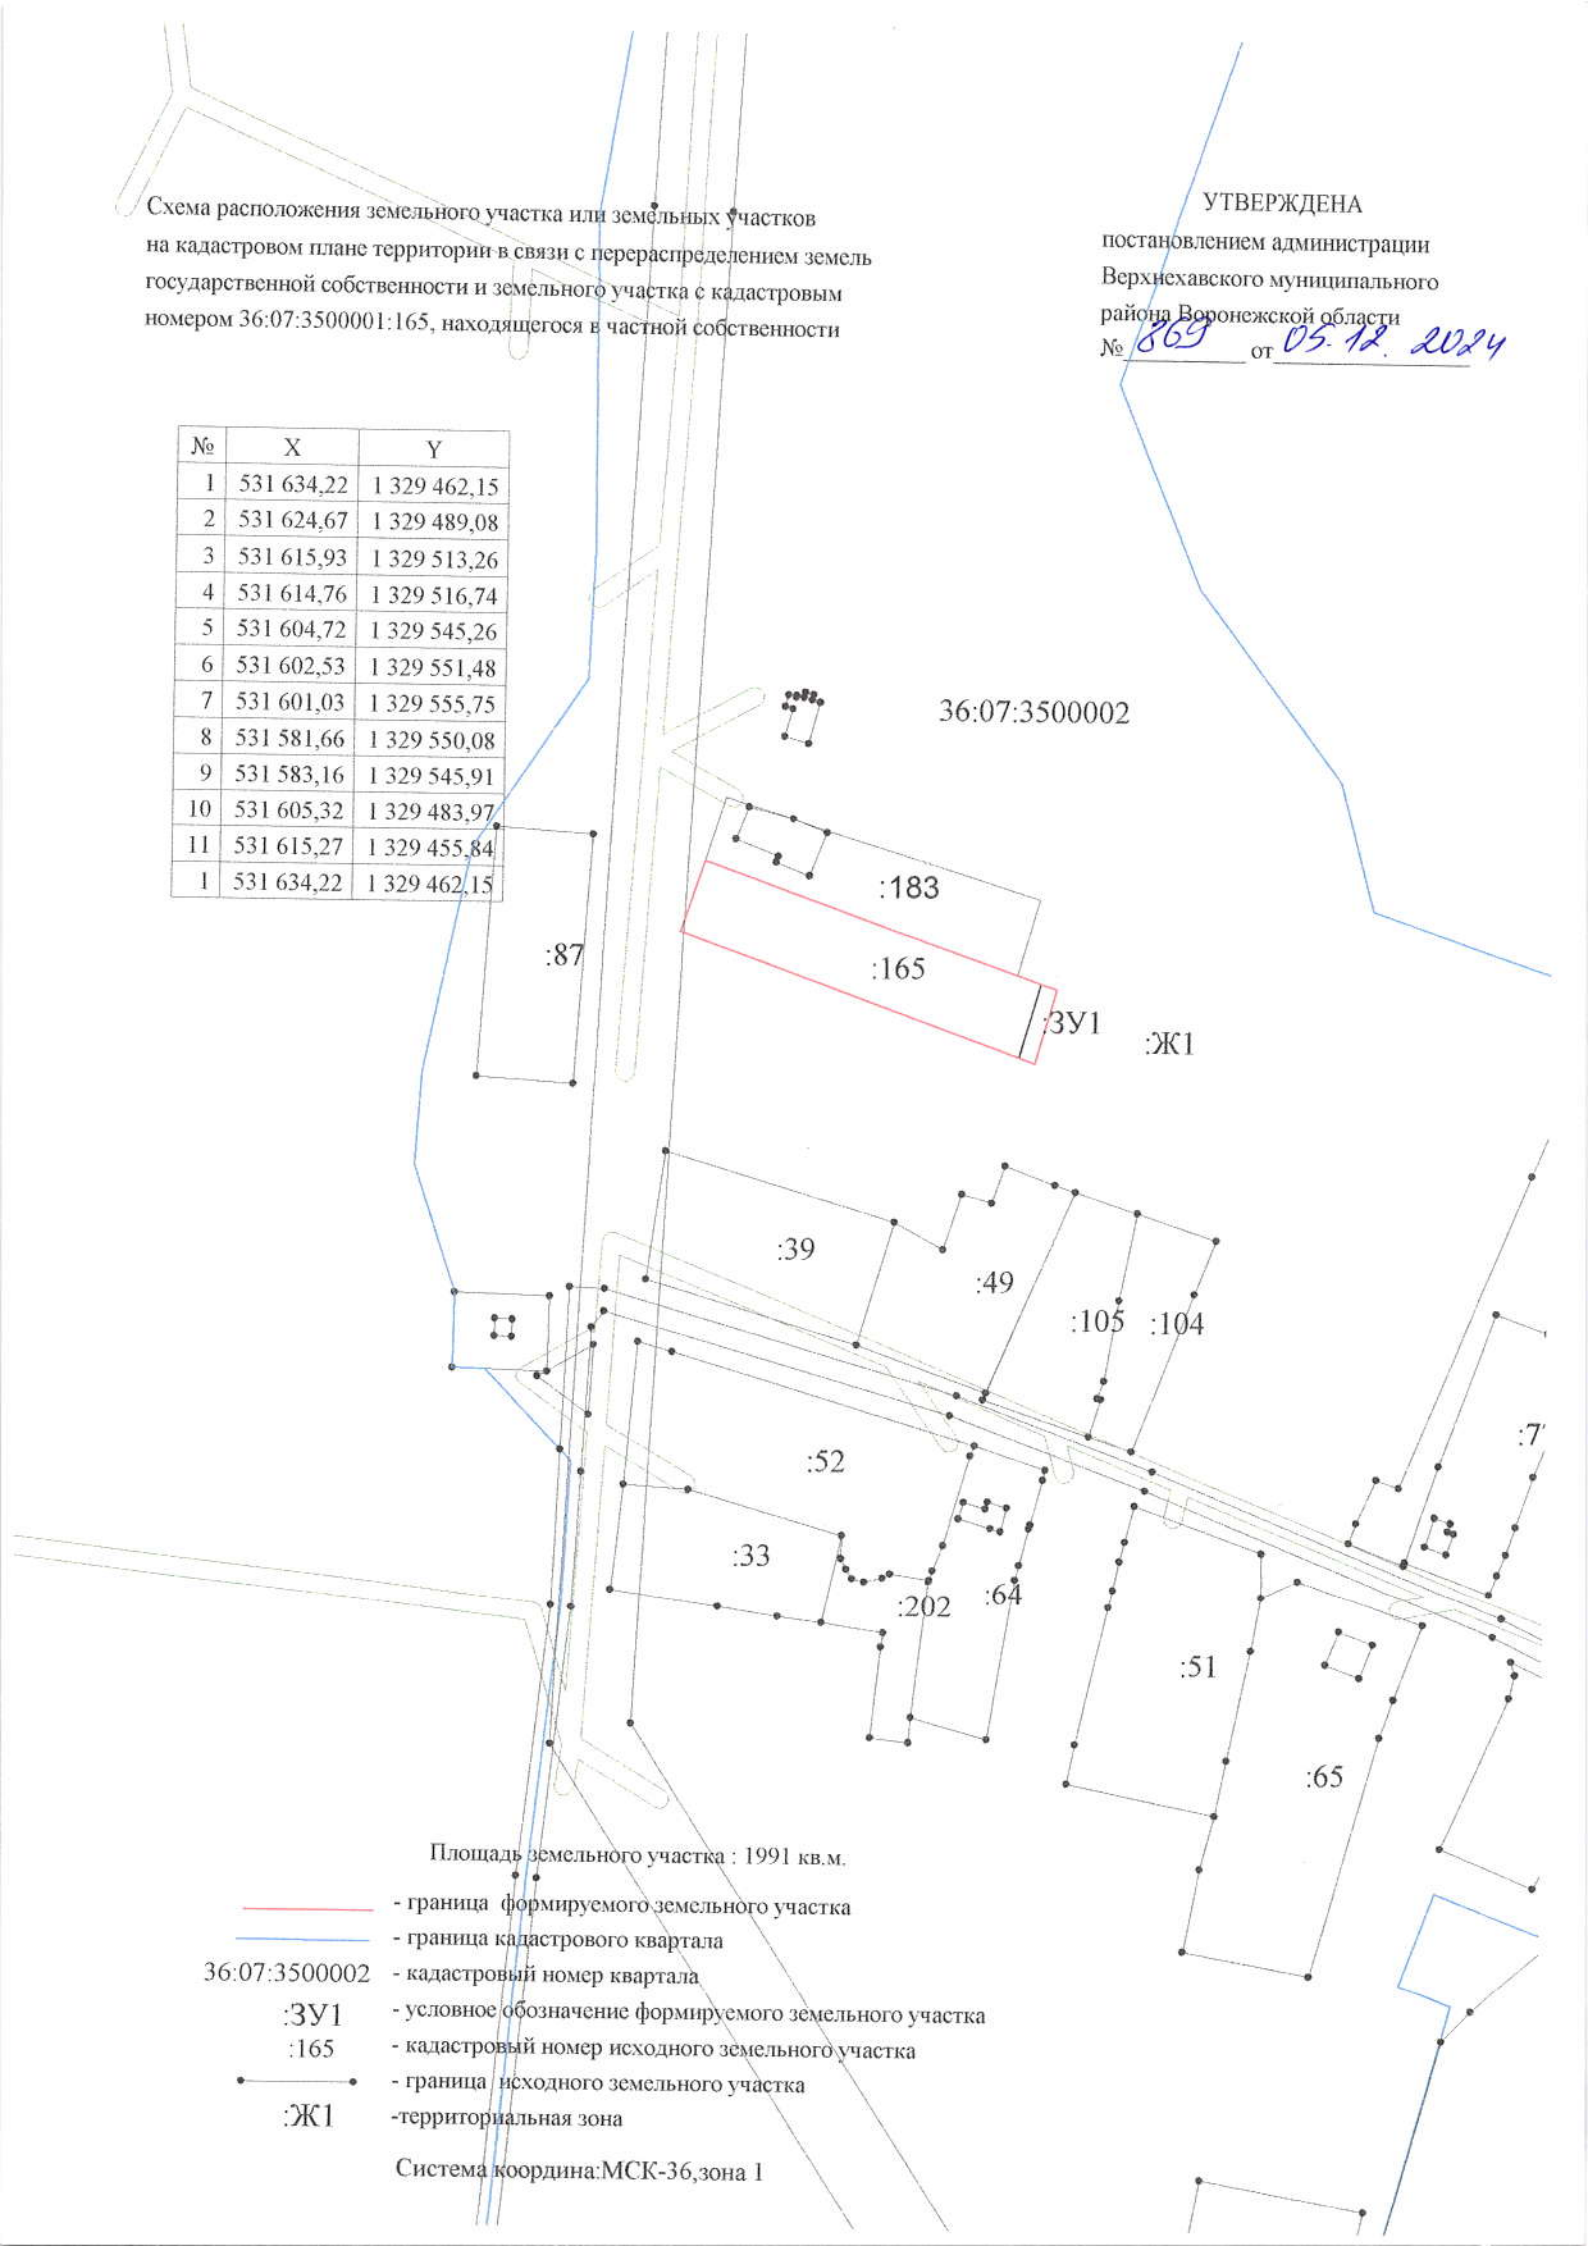 Схема расположения земельного участка или земельных участков
на кадастровом плане территории в связи с перераспределением земель
государственной собственности и земельного участка с кадастровым
номером 36:07:3500001:165, находящегося в частной собственности
УТВЕРЖДЕНА
постановлением администрации
Верхнехавского муниципального
района Воронежской области
№ 869 от 05.12.2024
№ X Y
1 531 634,22 1 329 462,15
2 531 624,67 1 329 489,08
3 531 615,93 1 329 513,26
4 531 614,76 1 329 516,74
5 531 604,72 1 329 545,26
6 531 602,53 1 329 551,48
7 531 601,03 1 329 555,75
8 531 581,66 1 329 550,08
9 531 583,16 1 329 545,91
10 531 605,32 1 329 483,97
11 531 615,27 1 329 455,84
1 531 634,22 1 329 462,15
36:07:3500002
:183
:87
:165
:ЗУ1
:Ж1
:39
:49
:105
:104
:52
:7
:33
:202
:64
:51
:65
Площадь земельного участка : 1991 кв.м.
- граница формируемого земельного участка
- граница кадастрового квартала
36:07:3500002 - кадастровый номер квартала
:ЗУ1 - условное обозначение формируемого земельного участка
:165 - кадастровый номер исходного земельного участка
- граница исходного земельного участка
:Ж1 -территориальная зона
Система координа:МСК-36,зона 1